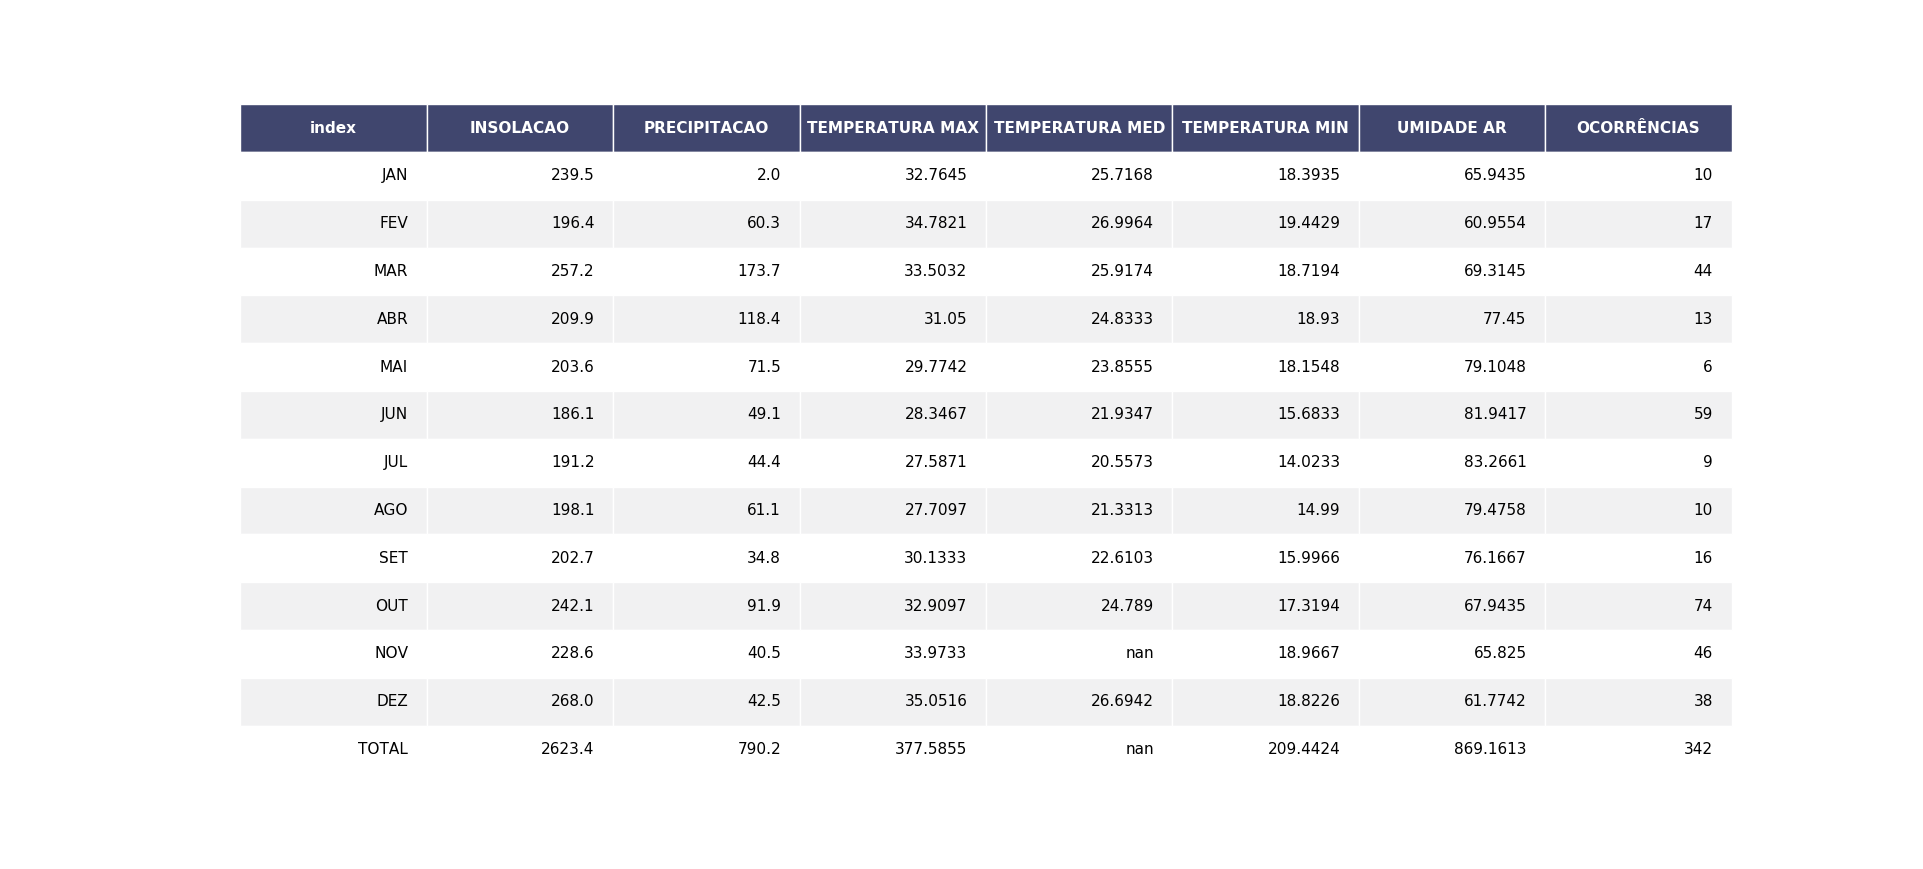 index INSOLACAO PRECIPITACAO TEMPERATURA MAX TEMPERATURA MED TEMPERATURA MIN UMIDADE AR OCORRÊNCIAS
JAN 239.5 2.0 32.7645 25.7168 18.3935 65.9435 10
FEV 196.4 60.3 34.7821 26.9964 19.4429 60.9554 17
MAR 257.2 173.7 33.5032 25.9174 18.7194 69.3145 44
ABR 209.9 118.4 31.05 24.8333 18.93 77.45 13
MAI 203.6 71.5 29.7742 23.8555 18.1548 79.1048 6
JUN 186.1 49.1 28.3467 21.9347 15.6833 81.9417 59
JUL 191.2 44.4 27.5871 20.5573 14.0233 83.2661 9
AGO 198.1 61.1 27.7097 21.3313 14.99 79.4758 10
SET 202.7 34.8 30.1333 22.6103 15.9966 76.1667 16
OUT 242.1 91.9 32.9097 24.789 17.3194 67.9435 74
NOV 228.6 40.5 33.9733 nan 18.9667 65.825 46
DEZ 268.0 42.5 35.0516 26.6942 18.8226 61.7742 38
TOTAL 2623.4 790.2 377.5855 nan 209.4424 869.1613 342